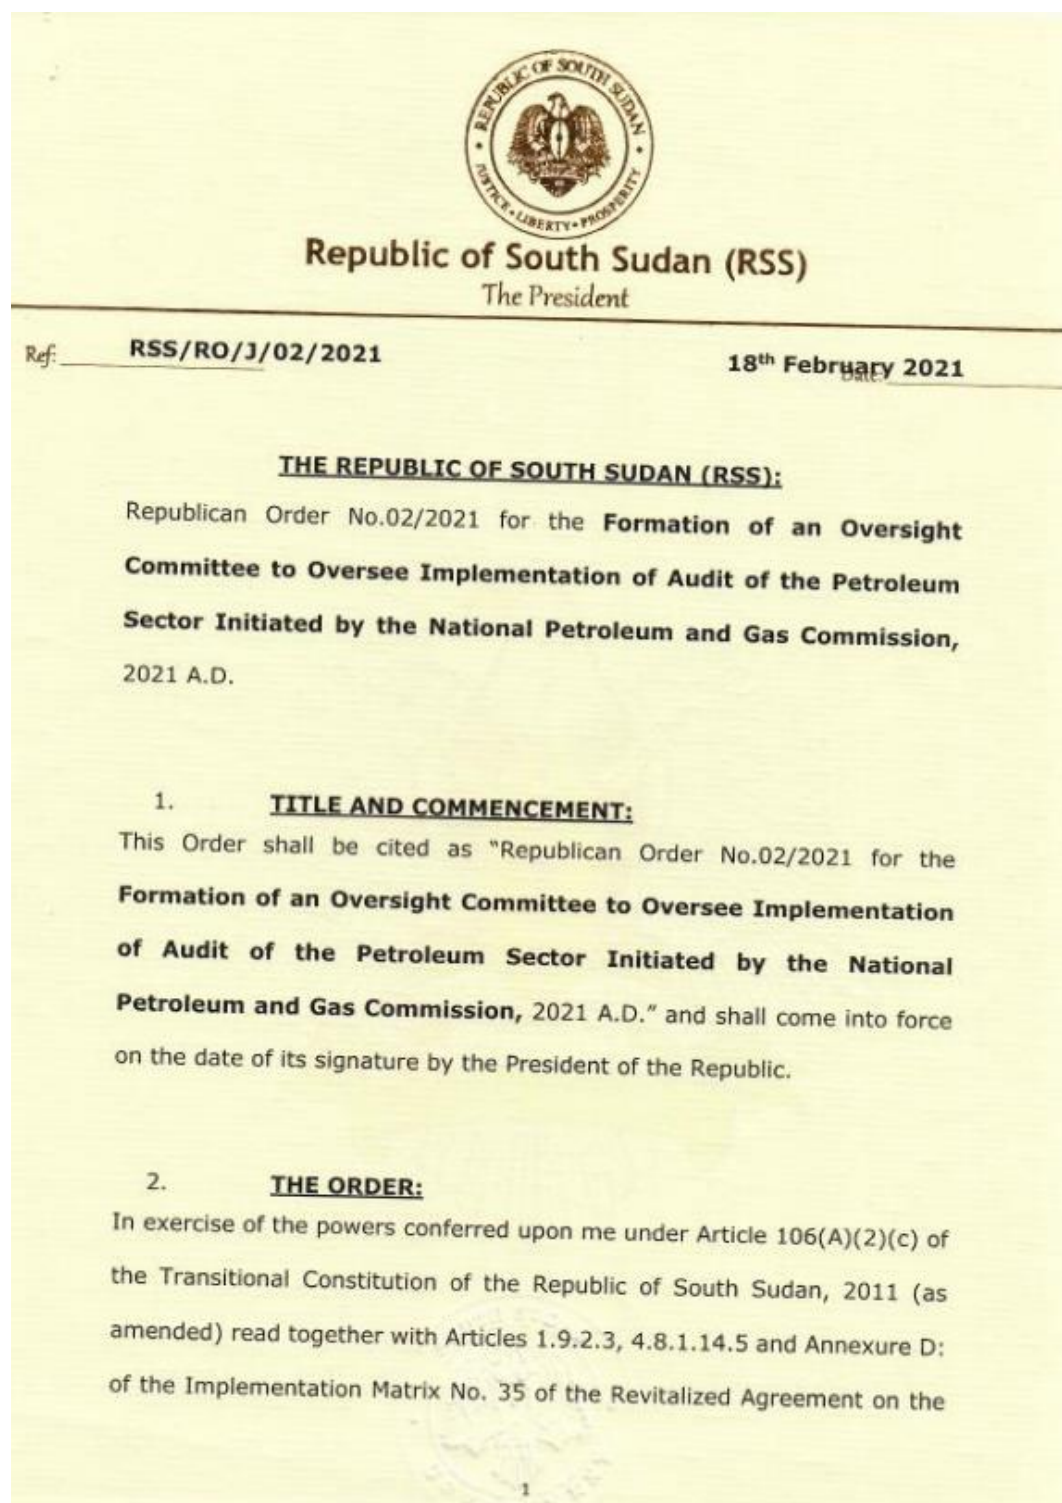 REPUBLIC OF SOUTH SUDAN
JUSTICE • LIBERTY • PROSPERITY
Republic of South Sudan (RSS)
The President
Ref: RSS/RO/J/02/2021
Date: 18th February 2021
THE REPUBLIC OF SOUTH SUDAN (RSS):
Republican Order No.02/2021 for the Formation of an Oversight
Committee to Oversee Implementation of Audit of the Petroleum
Sector Initiated by the National Petroleum and Gas Commission,
2021 A.D.
1. TITLE AND COMMENCEMENT:
This Order shall be cited as "Republican Order No.02/2021 for the
Formation of an Oversight Committee to Oversee Implementation
of Audit of the Petroleum Sector Initiated by the National
Petroleum and Gas Commission, 2021 A.D." and shall come into force
on the date of its signature by the President of the Republic.
2. THE ORDER:
In exercise of the powers conferred upon me under Article 106(A)(2)(c) of
the Transitional Constitution of the Republic of South Sudan, 2011 (as
amended) read together with Articles 1.9.2.3, 4.8.1.14.5 and Annexure D:
of the Implementation Matrix No. 35 of the Revitalized Agreement on the
1